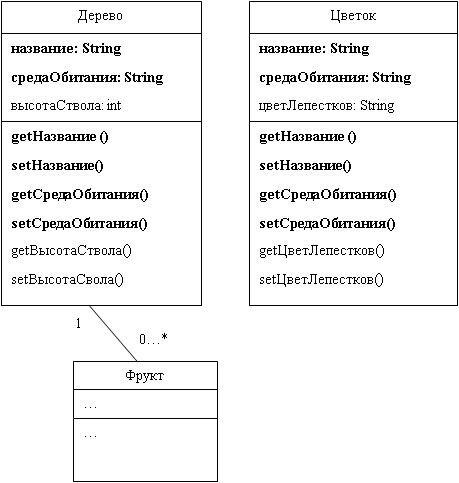 Дерево
название: String
средаОбитания: String
высотаСтвола: int
getНазвание ()
setНазвание()
getСредаОбитания()
setСредаОбитания()
getВысотаСтвола()
setВысотаСвола()
Цветок
название: String
средаОбитания: String
цветЛепестков: String
getНазвание ()
setНазвание()
getСредаОбитания()
setСредаОбитания()
getЦветЛепестков()
setЦветЛепестков()
1
0…*
Фрукт
…
…